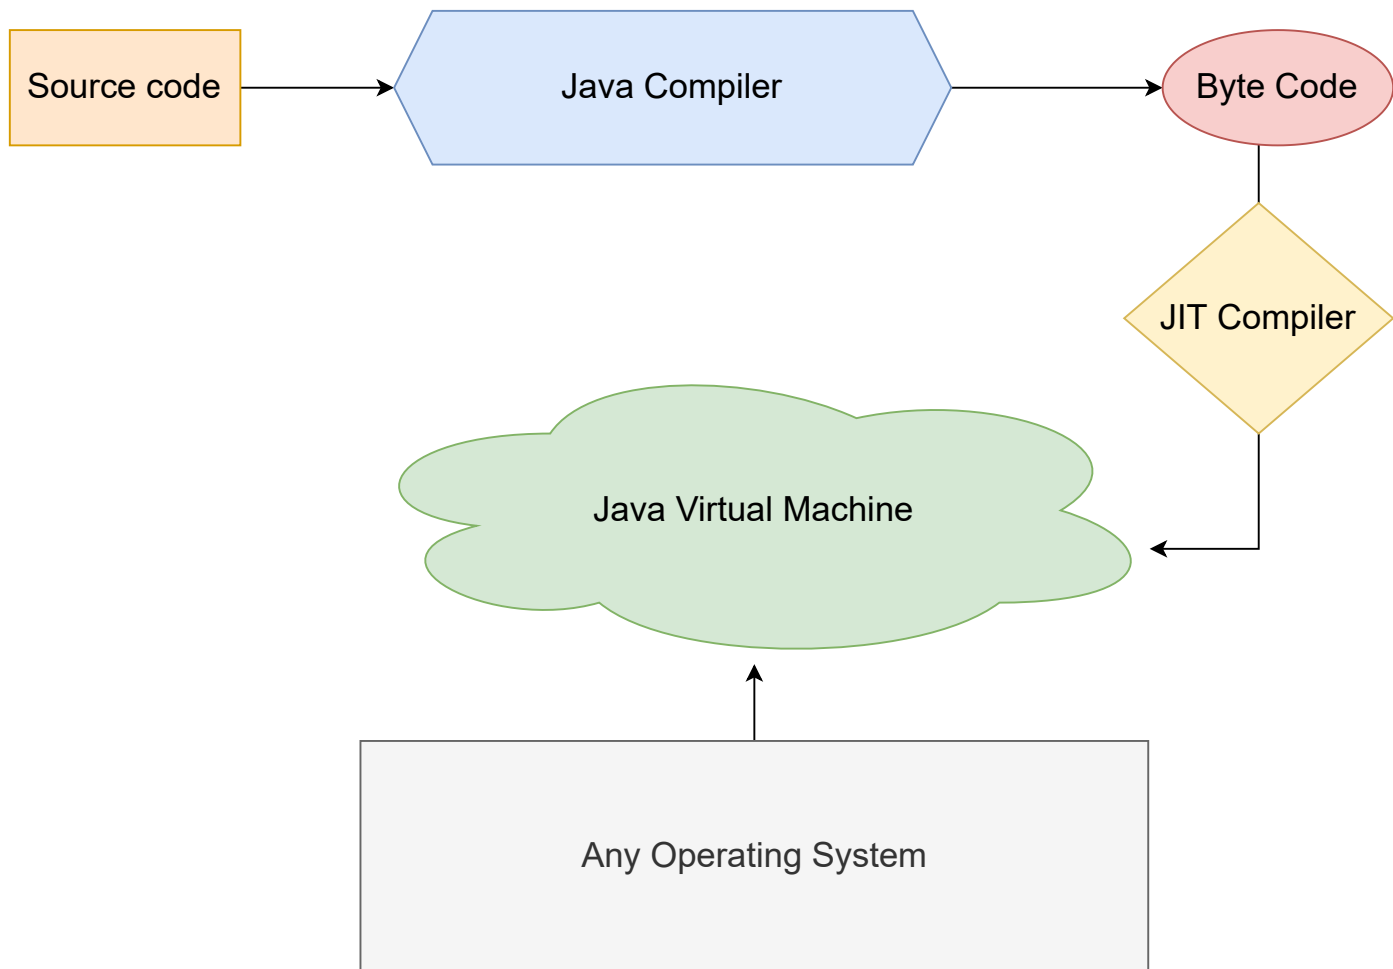 Source code
Java Compiler
Byte Code
JIT Compiler
Java Virtual Machine
Any Operating System